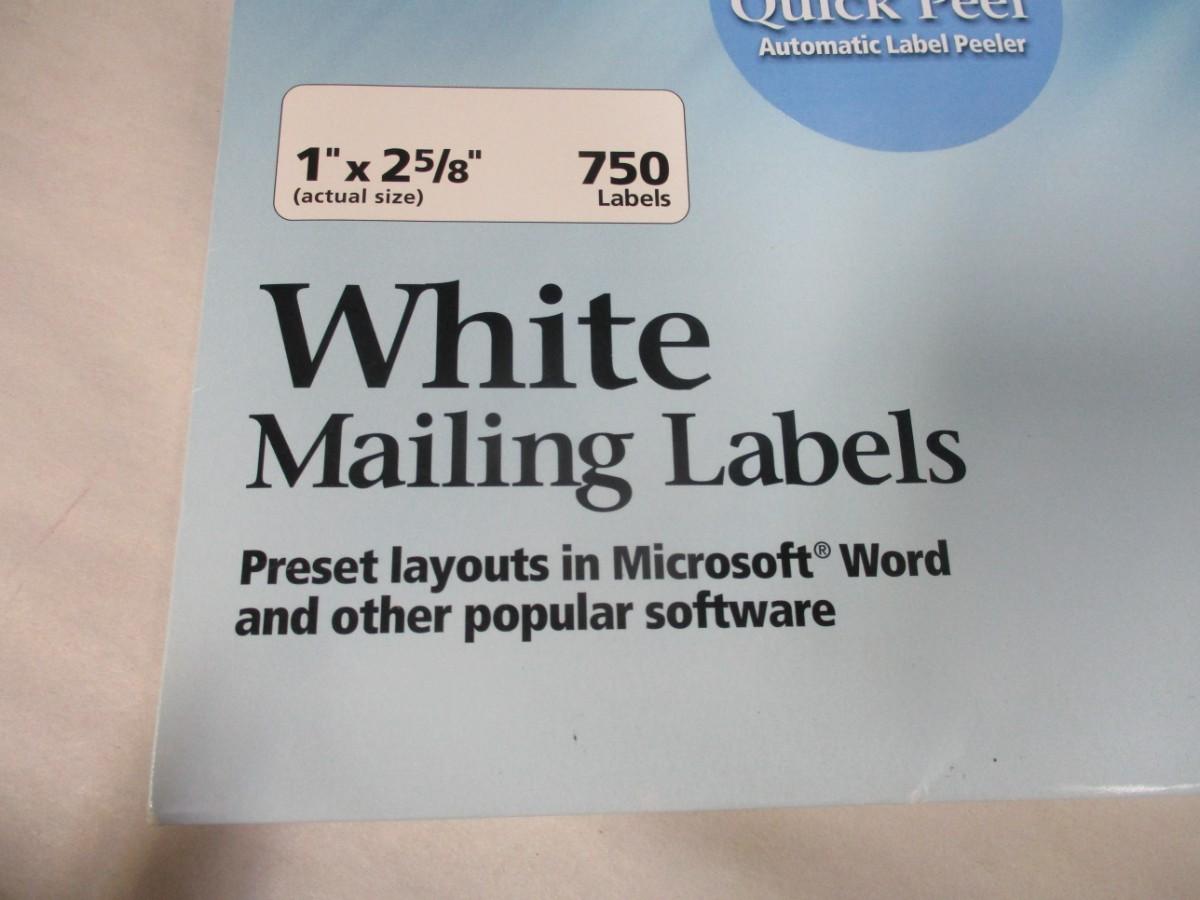 Quick Peel
Automatic Label Peeler
1" x 2 5/8" 750
(actual size) Labels
White
Mailing Labels
Preset layouts in Microsoft® Word
and other popular software